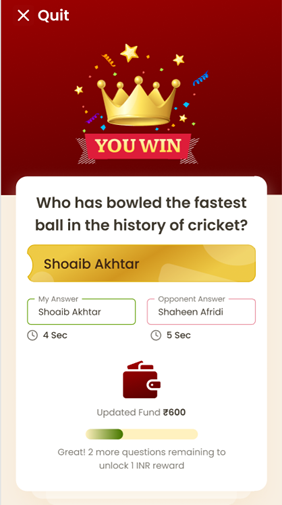 Quit
YOU WIN
Who has bowled the fastest
ball in the history of cricket?
Shoaib Akhtar
My Answer
Shoaib Akhtar
Opponent Answer
Shaheen Afridi
4 Sec
5 Sec
Updated Fund ₹600
Great! 2 more questions remaining to
unlock 1 INR reward